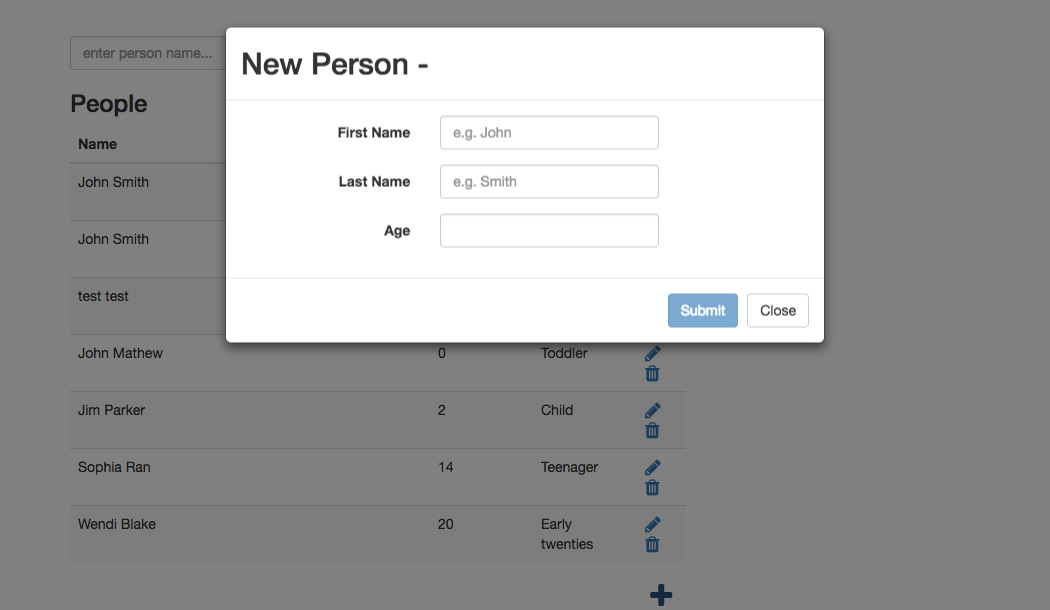 enter person name...
New Person -
First Name e.g. John
Last Name e.g. Smith
Age
Submit Close
People
Name
John Smith
John Smith
test test
John Mathew 0 Toddler
Jim Parker 2 Child
Sophia Ran 14 Teenager
Wendi Blake 20 Early
twenties